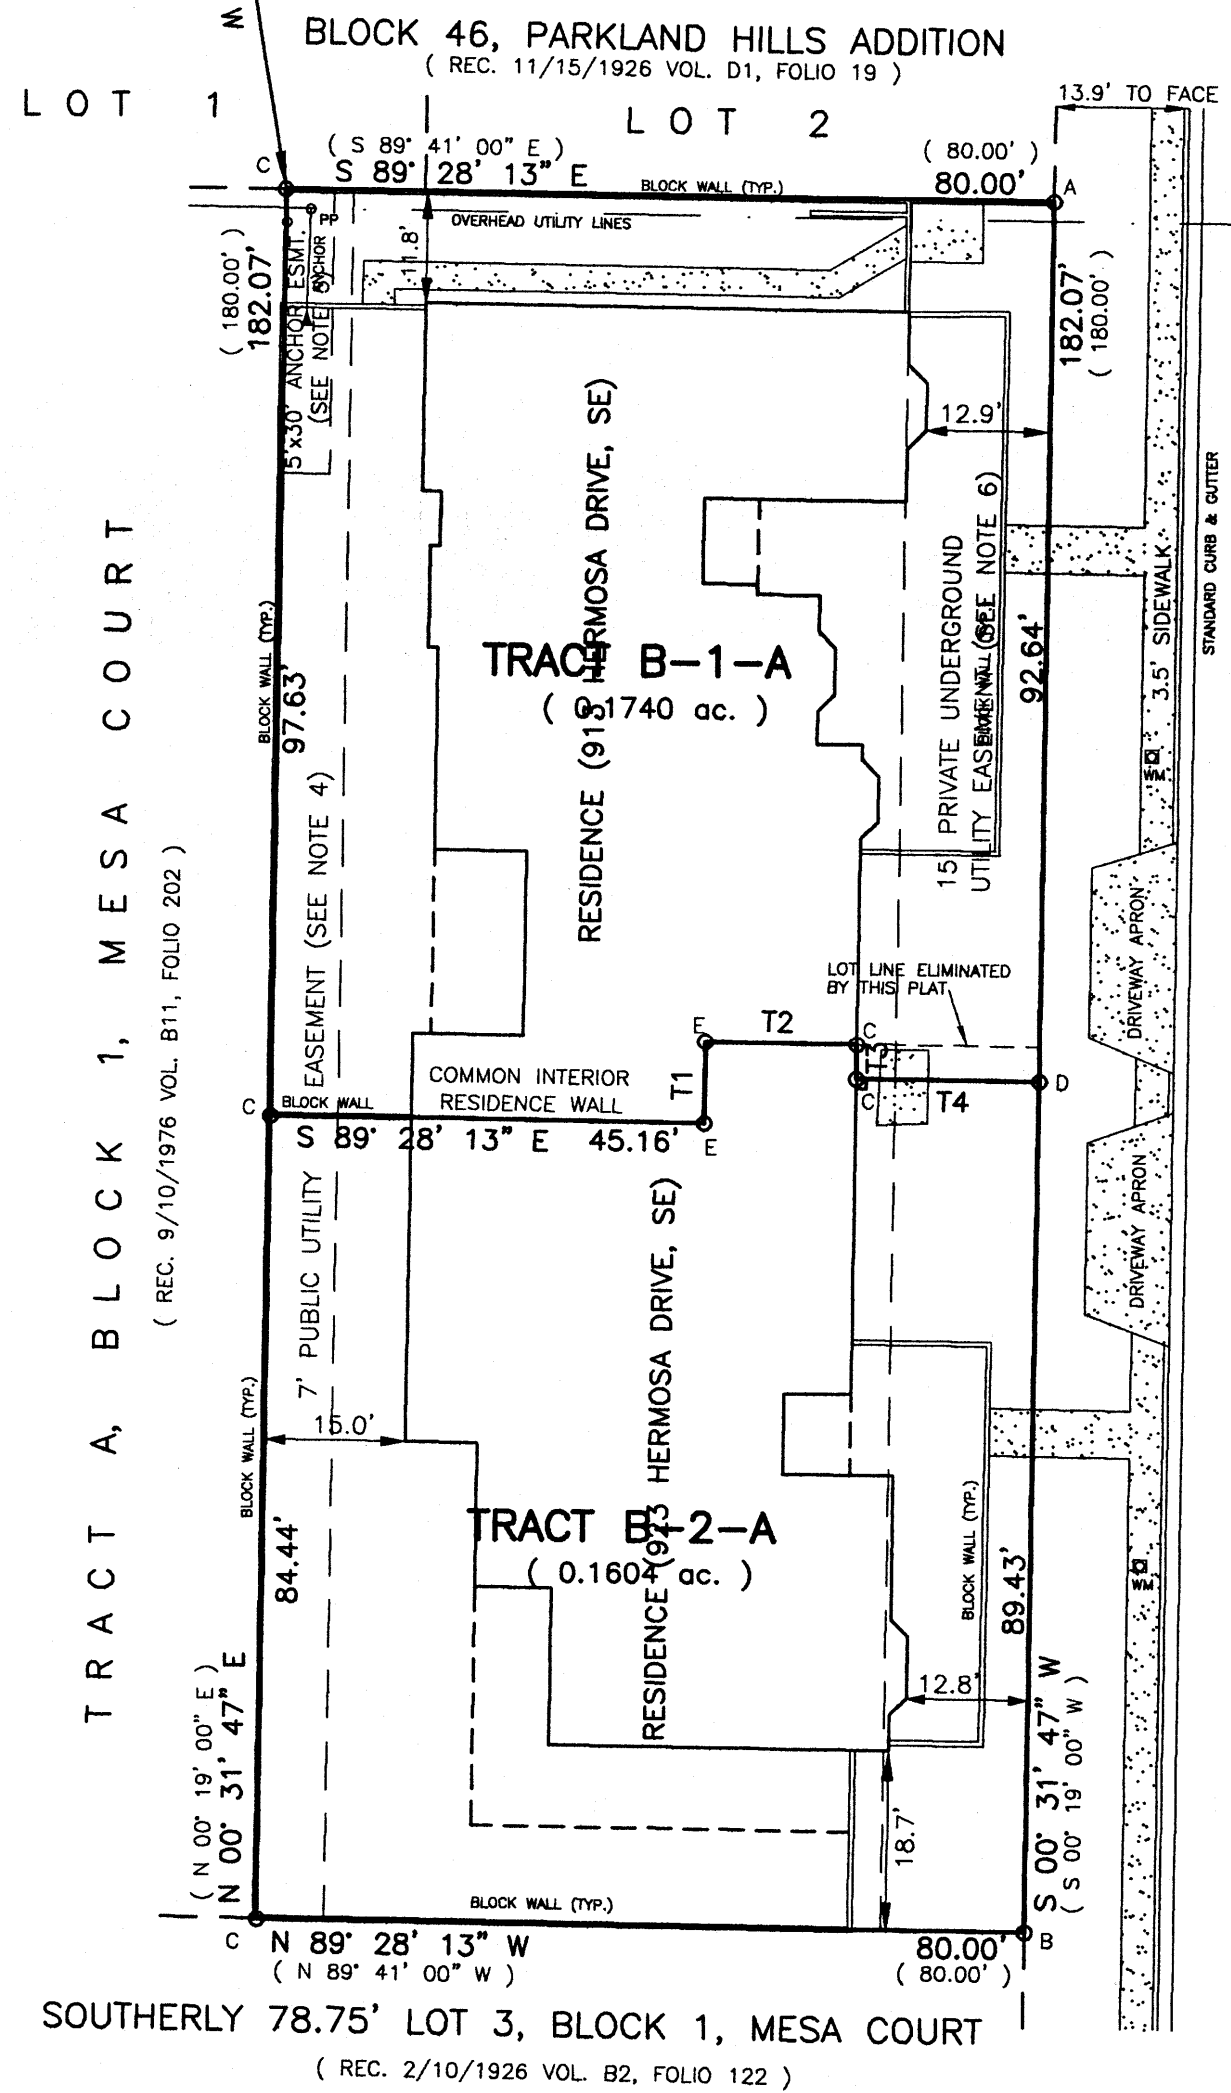 W
BLOCK 46, PARKLAND HILLS ADDITION
( REC. 11/15/1926 VOL. D1, FOLIO 19 )
LOT 1
LOT 2
13.9' TO FACE
( S 89° 41' 00" E )
S 89° 28' 13" E
BLOCK WALL (TYP.)
( 80.00' )
80.00'
C
A
OVERHEAD UTILITY LINES
PP
ANCHOR
11.8'
( 180.00' )
182.07'
5'x30' ANCHOR ESMT.
(SEE NOTE
182.07'
( 180.00' )
12.9'
RESIDENCE (915 HERMOSA DRIVE, SE)
TRACT B-1-A
( 0.1740 ac. )
15' PRIVATE UNDERGROUND
UTILITY EASEMENT (SEE NOTE 6)
92.64'
3.5' SIDEWALK
STANDARD CURB & GUTTER
WM
BLOCK WALL (TYP.)
97.63'
TRACT A, BLOCK 1, MESA COURT
( REC. 9/10/1976 VOL. B11, FOLIO 202 )
7' PUBLIC UTILITY EASEMENT (SEE NOTE 4)
LOT LINE ELIMINATED
BY THIS PLAT
DRIVEWAY APRON
E
T2
C
T3
T1
C
T4
D
COMMON INTERIOR
RESIDENCE WALL
C
BLOCK WALL
S 89° 28' 13" E 45.16'
E
DRIVEWAY APRON
RESIDENCE (923 HERMOSA DRIVE, SE)
15.0'
BLOCK WALL (TYP.)
84.44'
TRACT B-2-A
( 0.1604 ac. )
BLOCK WALL (TYP.)
89.43'
WM
12.8'
18.7'
( N 00° 19' 00" E )
N 00° 31' 47" E
S 00° 31' 47" W
( S 00° 19' 00" W )
BLOCK WALL (TYP.)
C
N 89° 28' 13" W
( N 89° 41' 00" W )
80.00'
( 80.00' )
B
SOUTHERLY 78.75' LOT 3, BLOCK 1, MESA COURT
( REC. 2/10/1926 VOL. B2, FOLIO 122 )